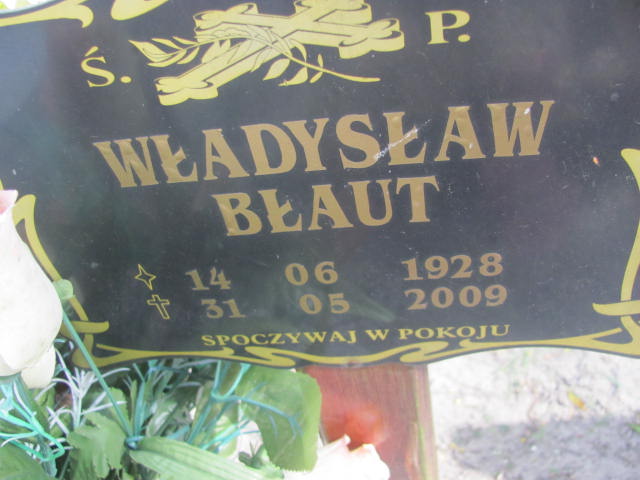 Ś. P.
WŁADYSŁAW
BŁAUT
14 06 1928
31 05 2009
SPOCZYWAJ W POKOJU